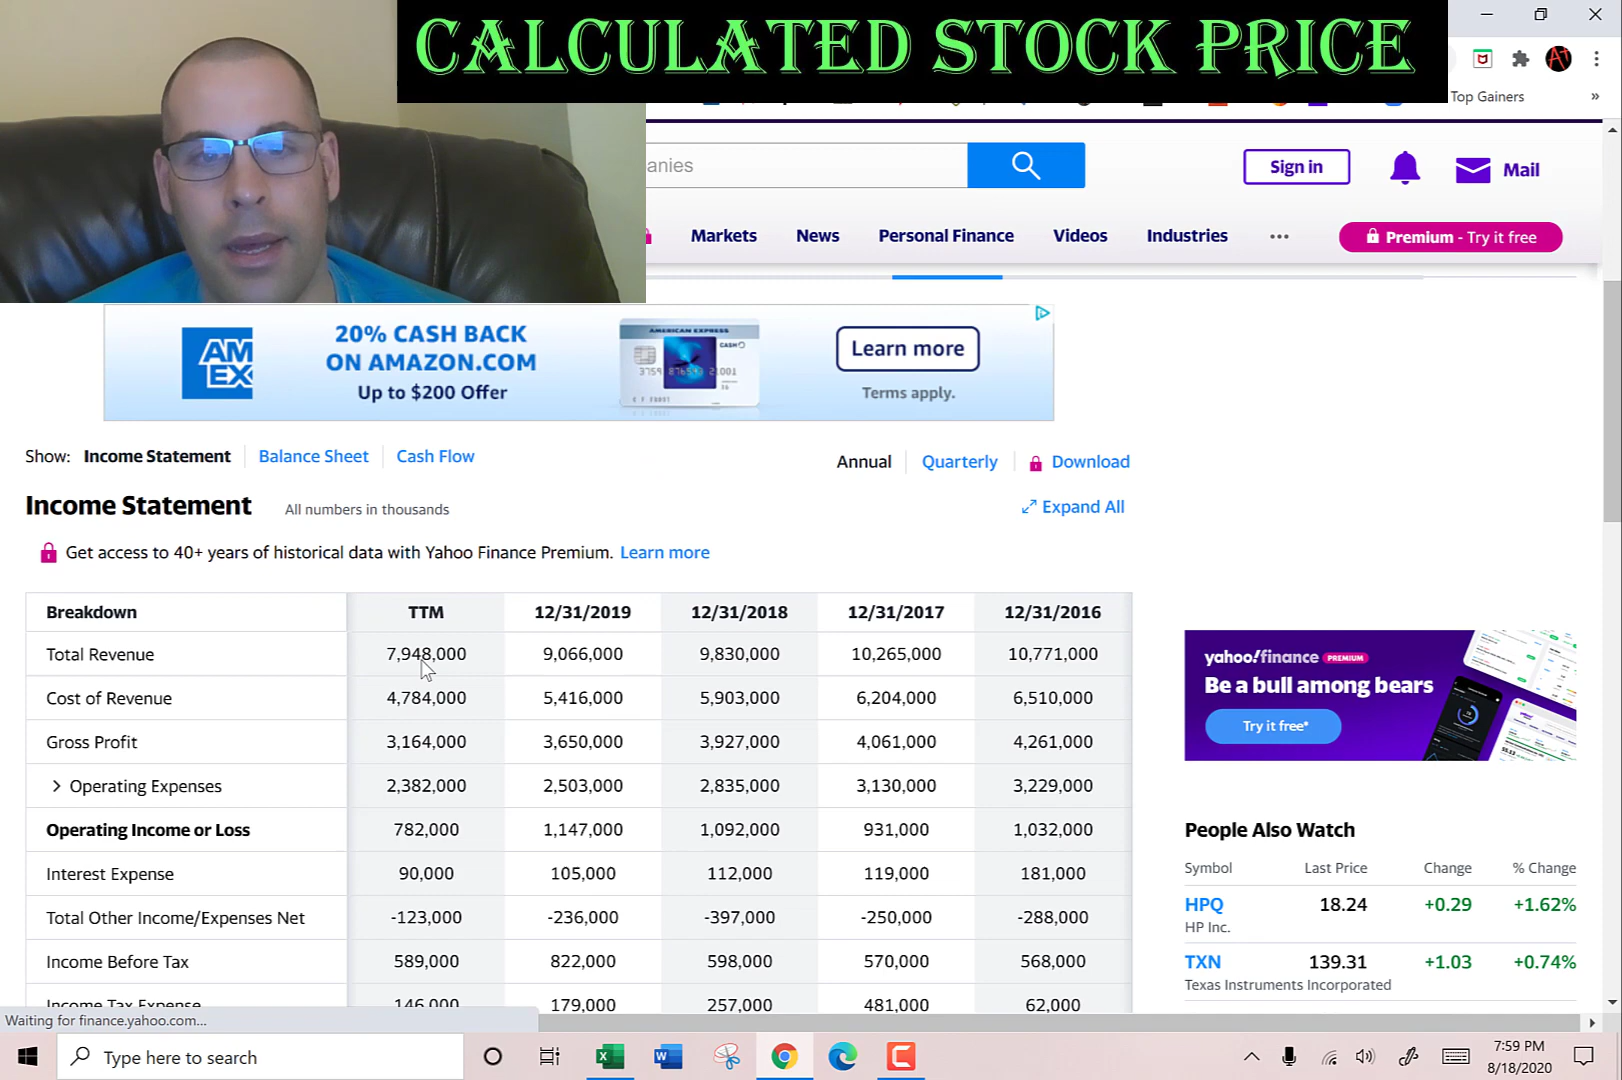 CALCULATED STOCK PRICE
Top Gainers »
anies
Sign in
Mail
Markets News Personal Finance Videos Industries ... Premium - Try it free
AM EX
20% CASH BACK
ON AMAZON.COM
Up to $200 Offer
AMERICAN EXPRESS
Learn more
Terms apply.
Show: Income Statement Balance Sheet Cash Flow
Annual Quarterly Download
Income Statement All numbers in thousands
Expand All
Get access to 40+ years of historical data with Yahoo Finance Premium. Learn more
Breakdown TTM 12/31/2019 12/31/2018 12/31/2017 12/31/2016
Total Revenue 7,948,000 9,066,000 9,830,000 10,265,000 10,771,000
Cost of Revenue 4,784,000 5,416,000 5,903,000 6,204,000 6,510,000
Gross Profit 3,164,000 3,650,000 3,927,000 4,061,000 4,261,000
Operating Expenses 2,382,000 2,503,000 2,835,000 3,130,000 3,229,000
Operating Income or Loss 782,000 1,147,000 1,092,000 931,000 1,032,000
Interest Expense 90,000 105,000 112,000 119,000 181,000
Total Other Income/Expenses Net -123,000 -236,000 -397,000 -250,000 -288,000
Income Before Tax 589,000 822,000 598,000 570,000 568,000
Income Tax Expense 146,000 179,000 257,000 481,000 62,000
yahoo!finance PREMIUM
Be a bull among bears
Try it free*
People Also Watch
Symbol Last Price Change % Change
HPQ 18.24 +0.29 +1.62%
HP Inc.
TXN 139.31 +1.03 +0.74%
Texas Instruments Incorporated
Waiting for finance.yahoo.com...
Type here to search
7:59 PM
8/18/2020